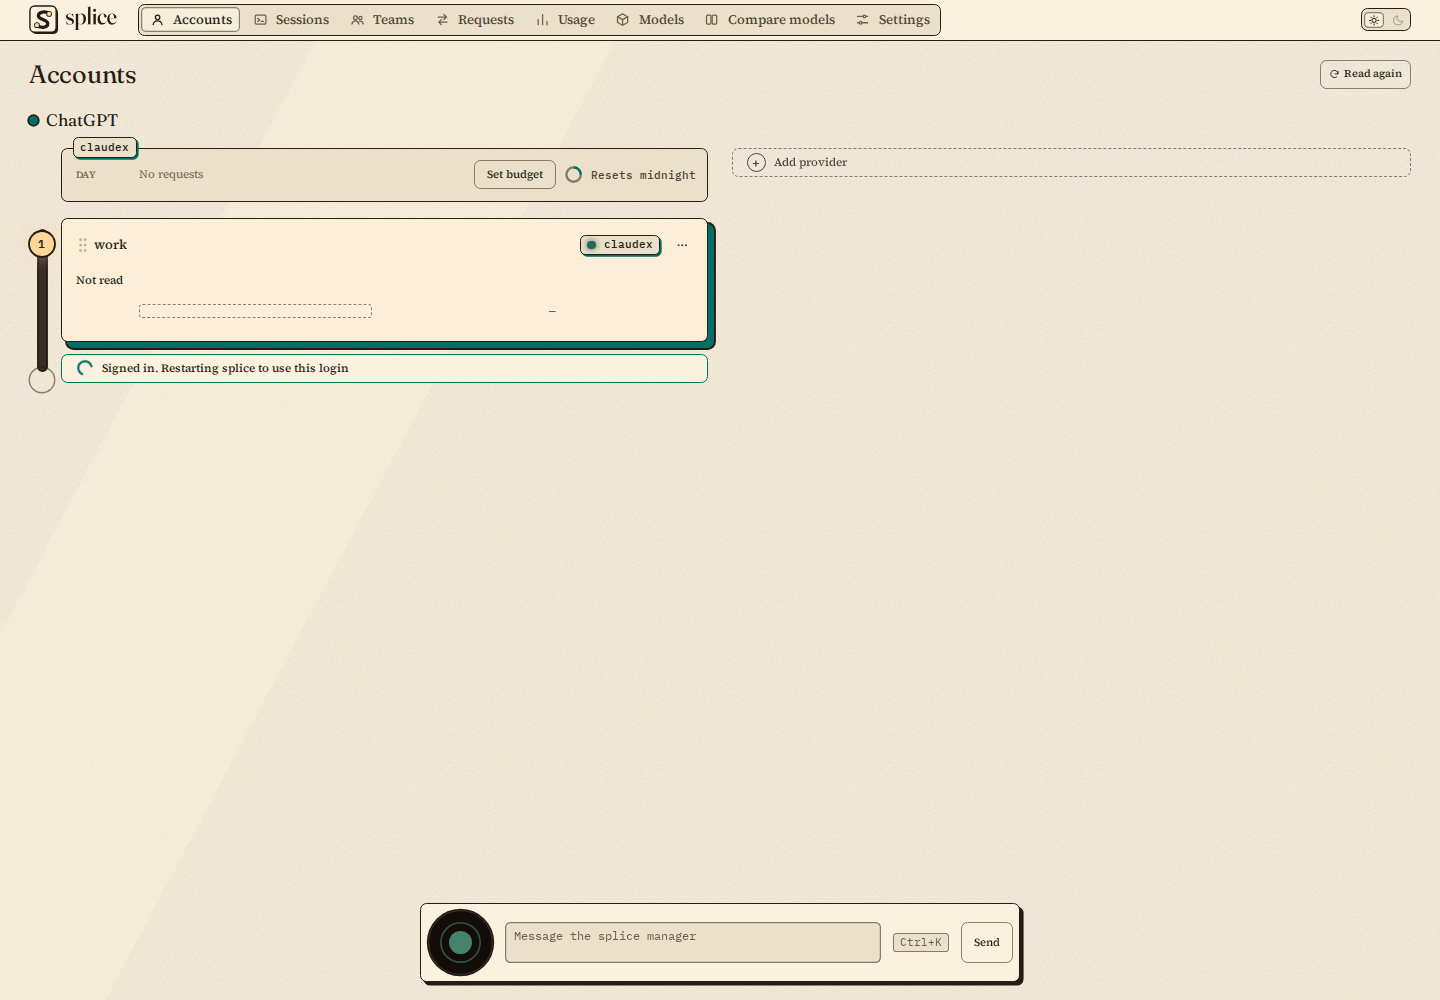 splice
Accounts
Sessions
Teams
Requests
Usage
Models
Compare models
Settings
Accounts
Read again
ChatGPT
claudex
DAY
No requests
Set budget
Resets midnight
+ Add provider
1
work
claudex
...
Not read
—
Signed in. Restarting splice to use this login
Message the splice manager
Ctrl+K
Send